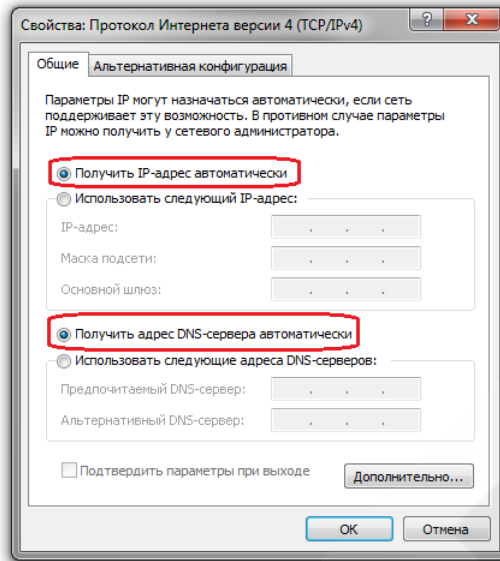 Свойства: Протокол Интернета версии 4 (TCP/IPv4)
Общие
Альтернативная конфигурация
Параметры IP могут назначаться автоматически, если сеть
поддерживает эту возможность. В противном случае параметры
IP можно получить у сетевого администратора.
Получить IP-адрес автоматически
Использовать следующий IP-адрес:
IP-адрес:
Маска подсети:
Основной шлюз:
Получить адрес DNS-сервера автоматически
Использовать следующие адреса DNS-серверов:
Предпочитаемый DNS-сервер:
Альтернативный DNS-сервер:
Подтвердить параметры при выходе
Дополнительно...
ОК
Отмена